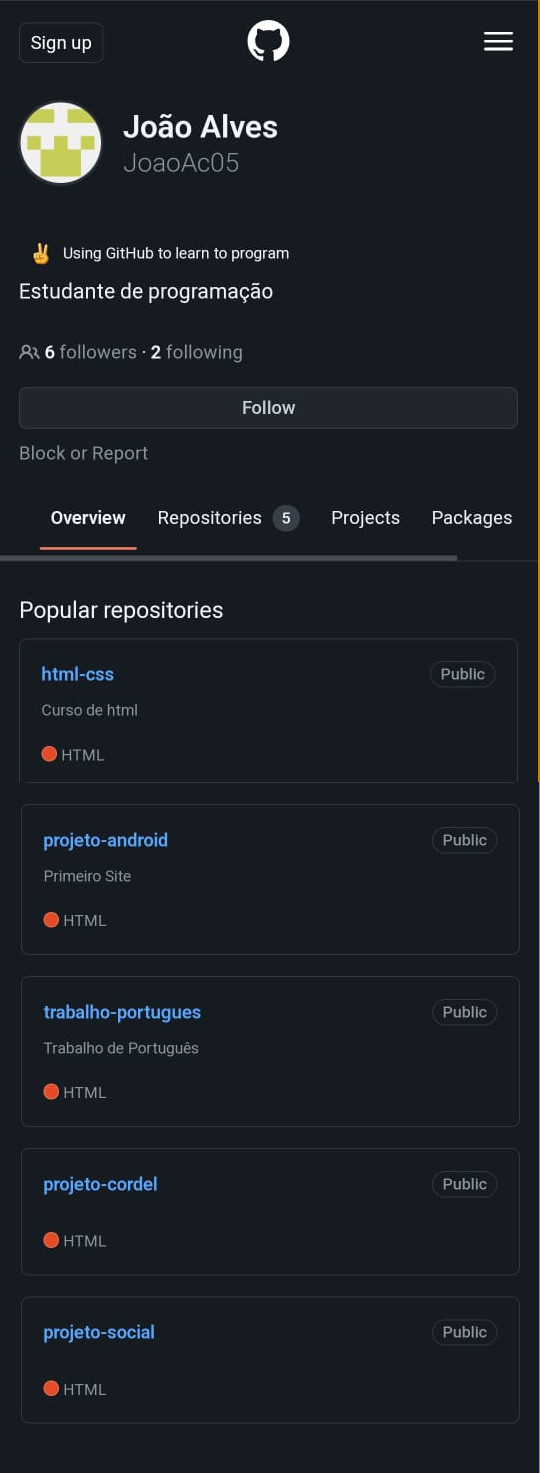 Sign up
João Alves
JoaoAc05
✌️ Using GitHub to learn to program
Estudante de programação
6 followers · 2 following
Follow
Block or Report
Overview Repositories 5 Projects Packages
Popular repositories
html-css Public
Curso de html
HTML
projeto-android Public
Primeiro Site
HTML
trabalho-portugues Public
Trabalho de Português
HTML
projeto-cordel Public
HTML
projeto-social Public
HTML